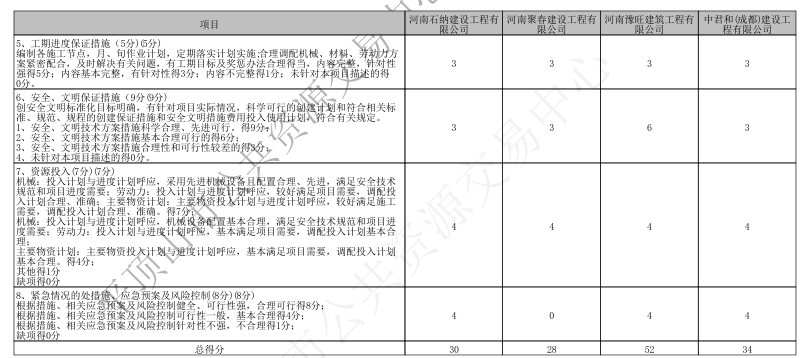 项目
河南石纳建设工程有
限公司
河南聚春建设工程有
限公司
河南豫旺建筑工程有
限公司
中君和(成都)建设工
程有限公司
5、工期进度保证措施（5分)(5分)
编制各施工节点，月、旬作业计划，定期落实计划实施;合理调配机械、材料、劳动力方
案紧密配合，及时解决有关问题，有工期目标及奖惩办法合理得当，内容完整，针对性
强得5分；内容基本完整，有针对性得3分；内容不完整得1分；未针对本项目描述的得
0分。
3
3
3
3
6、安全、文明保证措施（9分)(9分)
创安全文明标准化目标明确，有针对项目实际情况，科学可行的创建计划和符合相关标
准、规范、规程的创建保证措施和安全文明措施费用投入使用计划，符合有关规定。
1、安全、文明技术方案措施科学合理、先进可行。得9分；
2、安全、文明技术方案措施基本合理可行的得6分；
3、安全、文明技术方案措施合理性和可行性较差的得3分；
4、未针对本项目描述的得0分。
3
3
6
3
7、资源投入(7分)(7分)
机械：投入计划与进度计划呼应，采用先进机械设备且配置合理、先进，满足安全技术
规范和项目进度需要；劳动力：投入计划与进度计划呼应，较好满足项目需要，调配投
入计划合理、准确；主要物资计划：主要物资投入计划与进度计划呼应，较好满足施工
需要，调配投入计划合理、准确。得7分；
机械：投入计划与进度计划呼应，机械设备配置基本合理，满足安全技术规范和项目进
度需要；劳动力：投入计划与进度计划呼应，基本满足项目需要，调配投入计划基本合
理；
主要物资计划：主要物资投入计划与进度计划呼应，基本满足项目需要，调配投入计划
基本合理。得4分；
其他得1分
缺项得0分
4
4
4
4
8、紧急情况的处措施、应急预案及风险控制(8分)(8分)
根据措施、相关应急预案及风险控制健全、可行性强，合理可行得8分；
根据措施、相关应急预案及风险控制可行性一般，基本合理得4分；
根据措施、相关应急预案及风险控制针对性不强，不合理得1分；
缺项得0分
4
0
4
4
总得分
30
28
52
34